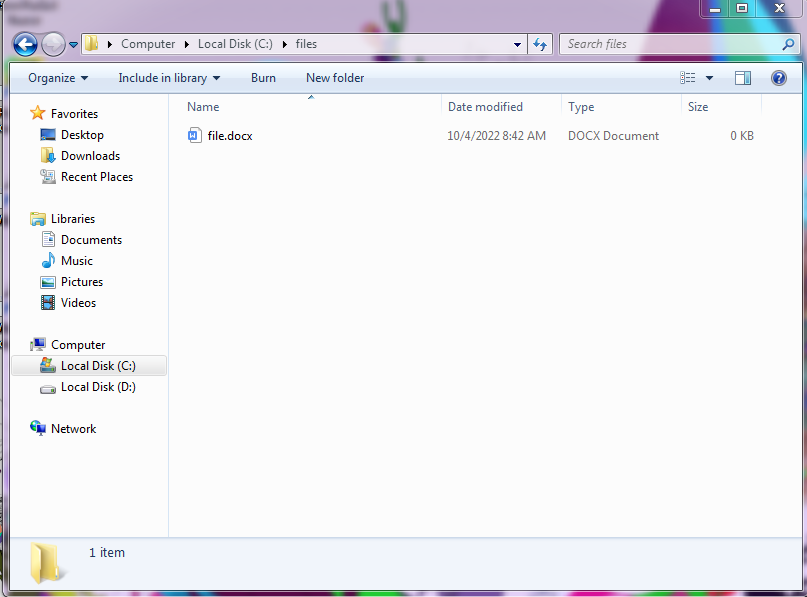 Computer Local Disk (C:) files
Search files
Organize Include in library Burn New folder
Name Date modified Type Size
file.docx 10/4/2022 8:42 AM DOCX Document 0 KB
Favorites
Desktop
Downloads
Recent Places
Libraries
Documents
Music
Pictures
Videos
Computer
Local Disk (C:)
Local Disk (D:)
Network
1 item